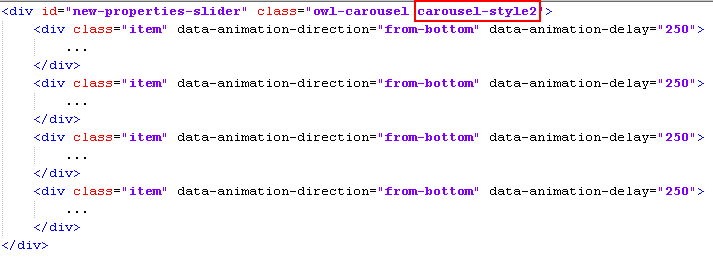 <div id="new-properties-slider" class="owl-carousel carousel-style2">
<div class="item" data-animation-direction="from-bottom" data-animation-delay="250">
...
</div>
<div class="item" data-animation-direction="from-bottom" data-animation-delay="250">
...
</div>
<div class="item" data-animation-direction="from-bottom" data-animation-delay="250">
...
</div>
<div class="item" data-animation-direction="from-bottom" data-animation-delay="250">
...
</div>
</div>